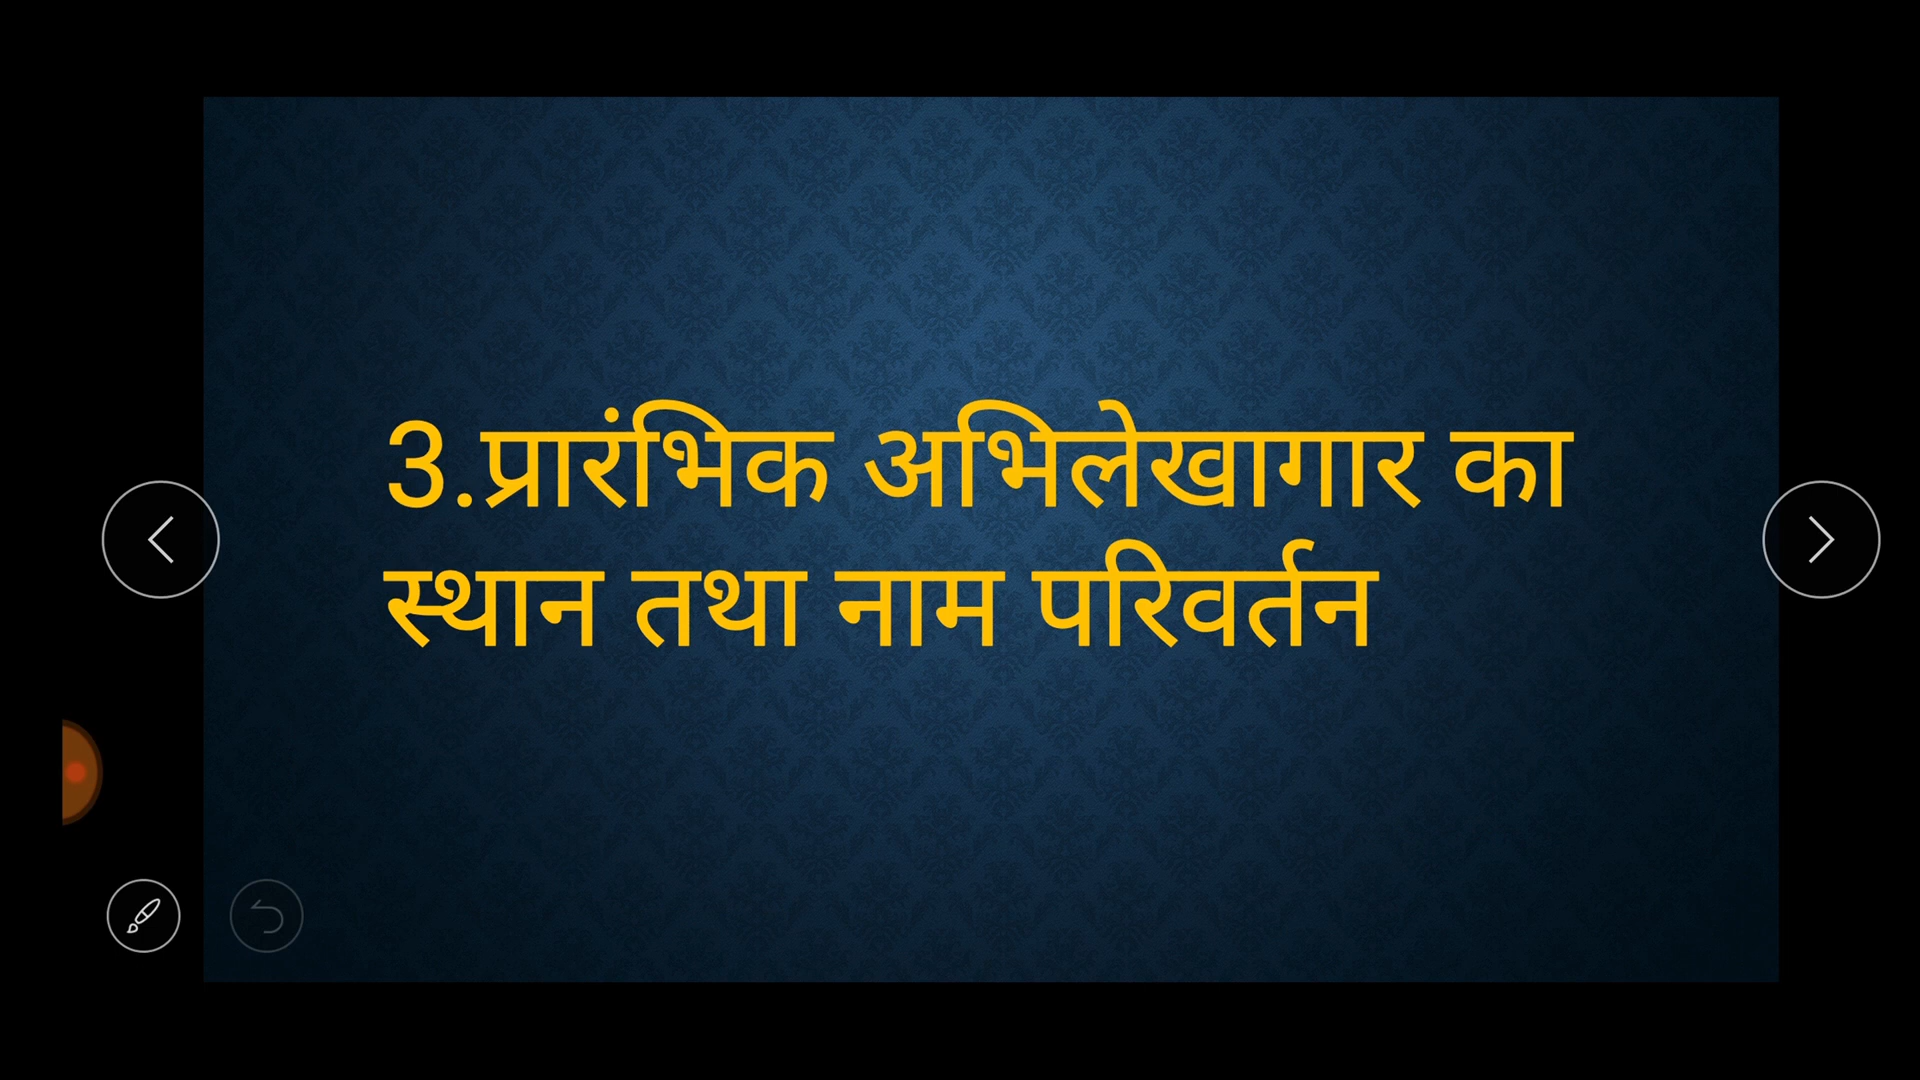 3.प्रारंभिक अभिलेखागार का
स्थान तथा नाम परिवर्तन